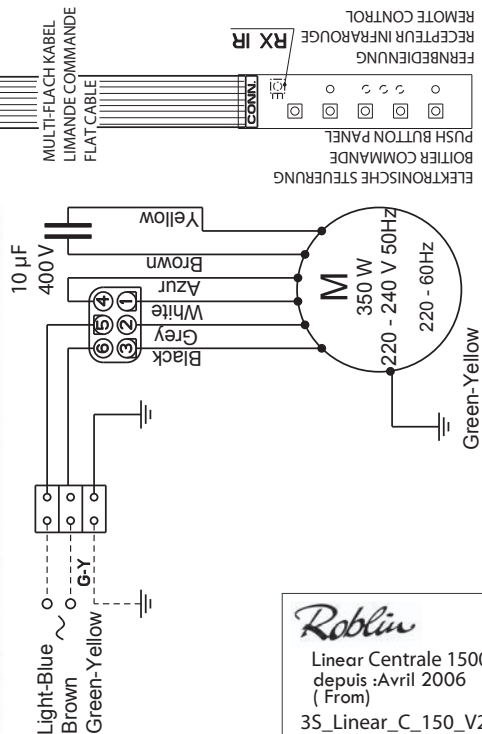 MULTI-FLACH KABEL
LIMANDE COMMANDE
FLAT CABLE
RX IR
CONN.
REMOTE CONTROL
RECEPTEUR INFRAROUGE
FERNBEDIENUNG
PUSH BUTTON PANEL
BOITIER COMMANDE
ELEKTRONISCHE STEUERUNG
10 µF
400 V
Yellow
Brown
Azur
White
Grey
Black
4 1
5 2
6 3
M
350 W
220 - 240 V 50Hz
220 - 60Hz
Green-Yellow
Light-Blue
Brown
Green-Yellow
G-Y
Roblin
Linear Centrale 1500
depuis :Avril 2006
( From)
3S_Linear_C_150_V2